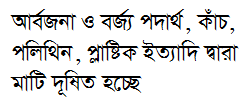 আর্বজনা ও বর্জ্য পদার্থ , কাঁচ,
পলিথিন , প্লাষ্টিক ইত্যাদি দ্বারা
মাটি দূষিত হচ্ছে